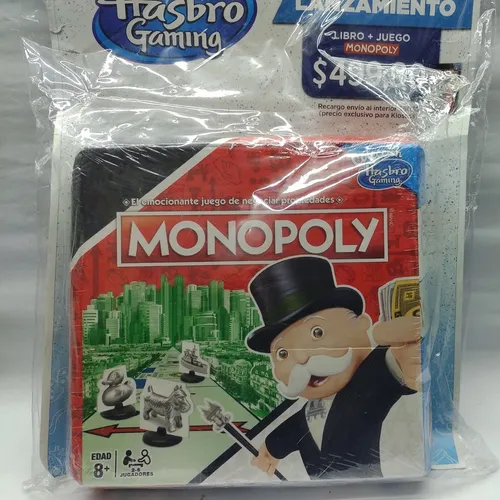 Hasbro
Gaming
LANZAMIENTO
LIBRO + JUEGO
MONOPOLY
Recargo envío al interior
(precio exclusivo para Kios
Hasbro
Gaming
El emocionante juego de negociar propiedades
MONOPOLY
EDAD
8+
JUGADORES